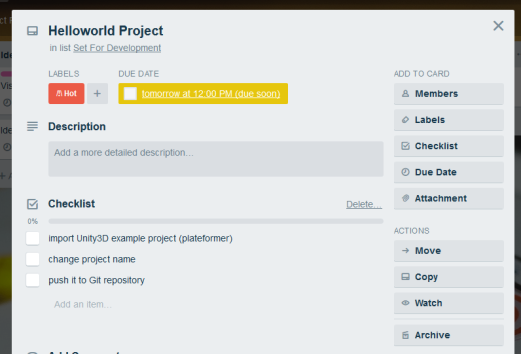 Helloworld Project
in list Set For Development
LABELS
DUE DATE
Hot
+
tomorrow at 12:00 PM (due soon)
Description
Add a more detailed description…
Checklist
Delete…
0%
import Unity3D example project (plateformer)
change project name
push it to Git repository
Add an item…
ADD TO CARD
Members
Labels
Checklist
Due Date
Attachment
ACTIONS
Move
Copy
Watch
Archive